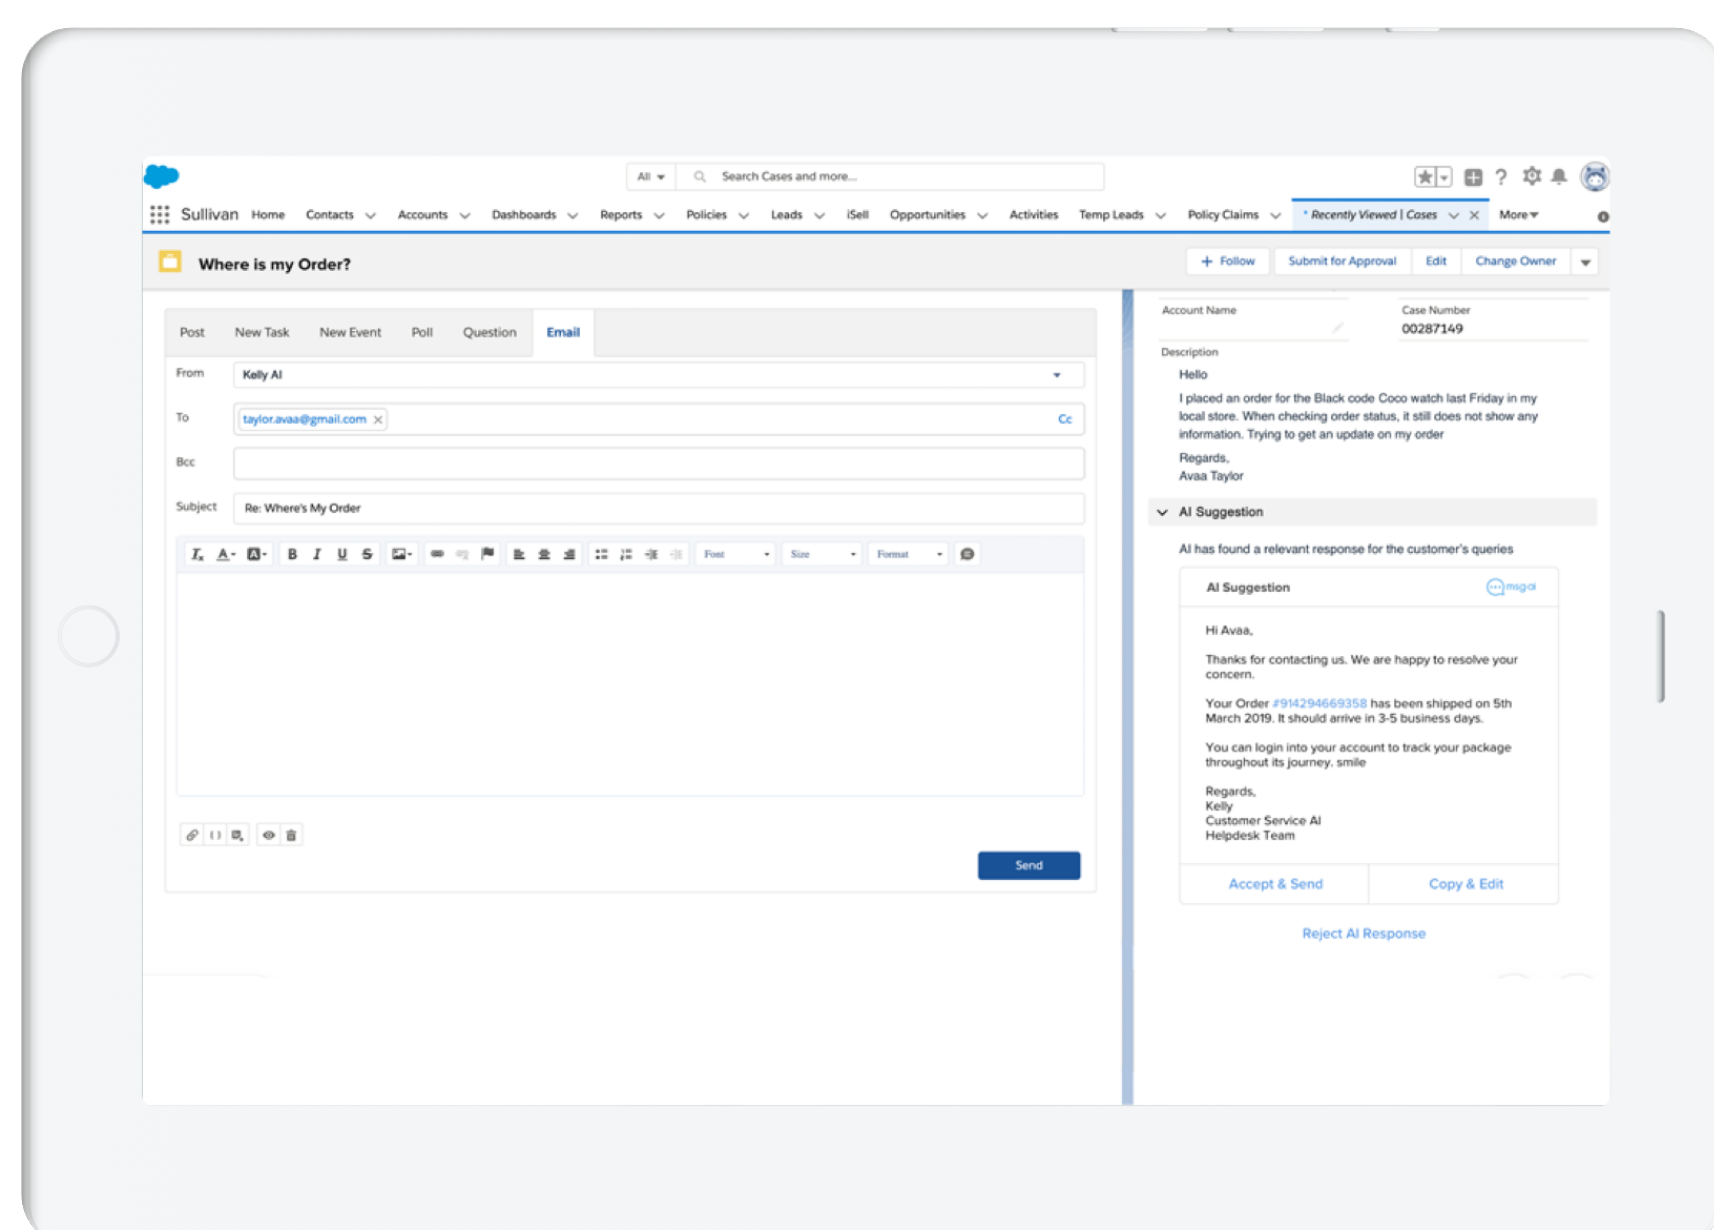 All
Search Cases and more...
Sullivan Home Contacts Accounts Dashboards Reports Policies Leads iSell Opportunities Activities Temp Leads Policy Claims * Recently Viewed | Cases More
Where is my Order?
+ Follow Submit for Approval Edit Change Owner
Post New Task New Event Poll Question Email
From Kelly AI
To taylor.avaa@gmail.com Cc
Bcc
Subject Re: Where's My Order
Font Size Format
Send
Account Name Case Number
00287149
Description
Hello
I placed an order for the Black code Coco watch last Friday in my
local store. When checking order status, it still does not show any
information. Trying to get an update on my order
Regards,
Avaa Taylor
AI Suggestion
AI has found a relevant response for the customer's queries
AI Suggestion msg.ai
Hi Avaa,
Thanks for contacting us. We are happy to resolve your
concern.
Your Order #914294669358 has been shipped on 5th
March 2019. It should arrive in 3-5 business days.
You can login into your account to track your package
throughout its journey. smile
Regards,
Kelly
Customer Service AI
Helpdesk Team
Accept & Send Copy & Edit
Reject AI Response